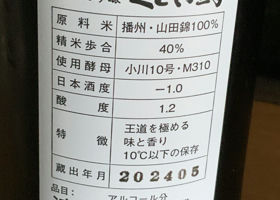 原料米 播州・山田錦100%
精米歩合 40%
使用酵母 小川10号・M310
日本酒度 −1.0
酸度 1.2
特徴 王道を極める
味と香り
10℃以下の保存
蔵出年月 202405
品目: アルコール分